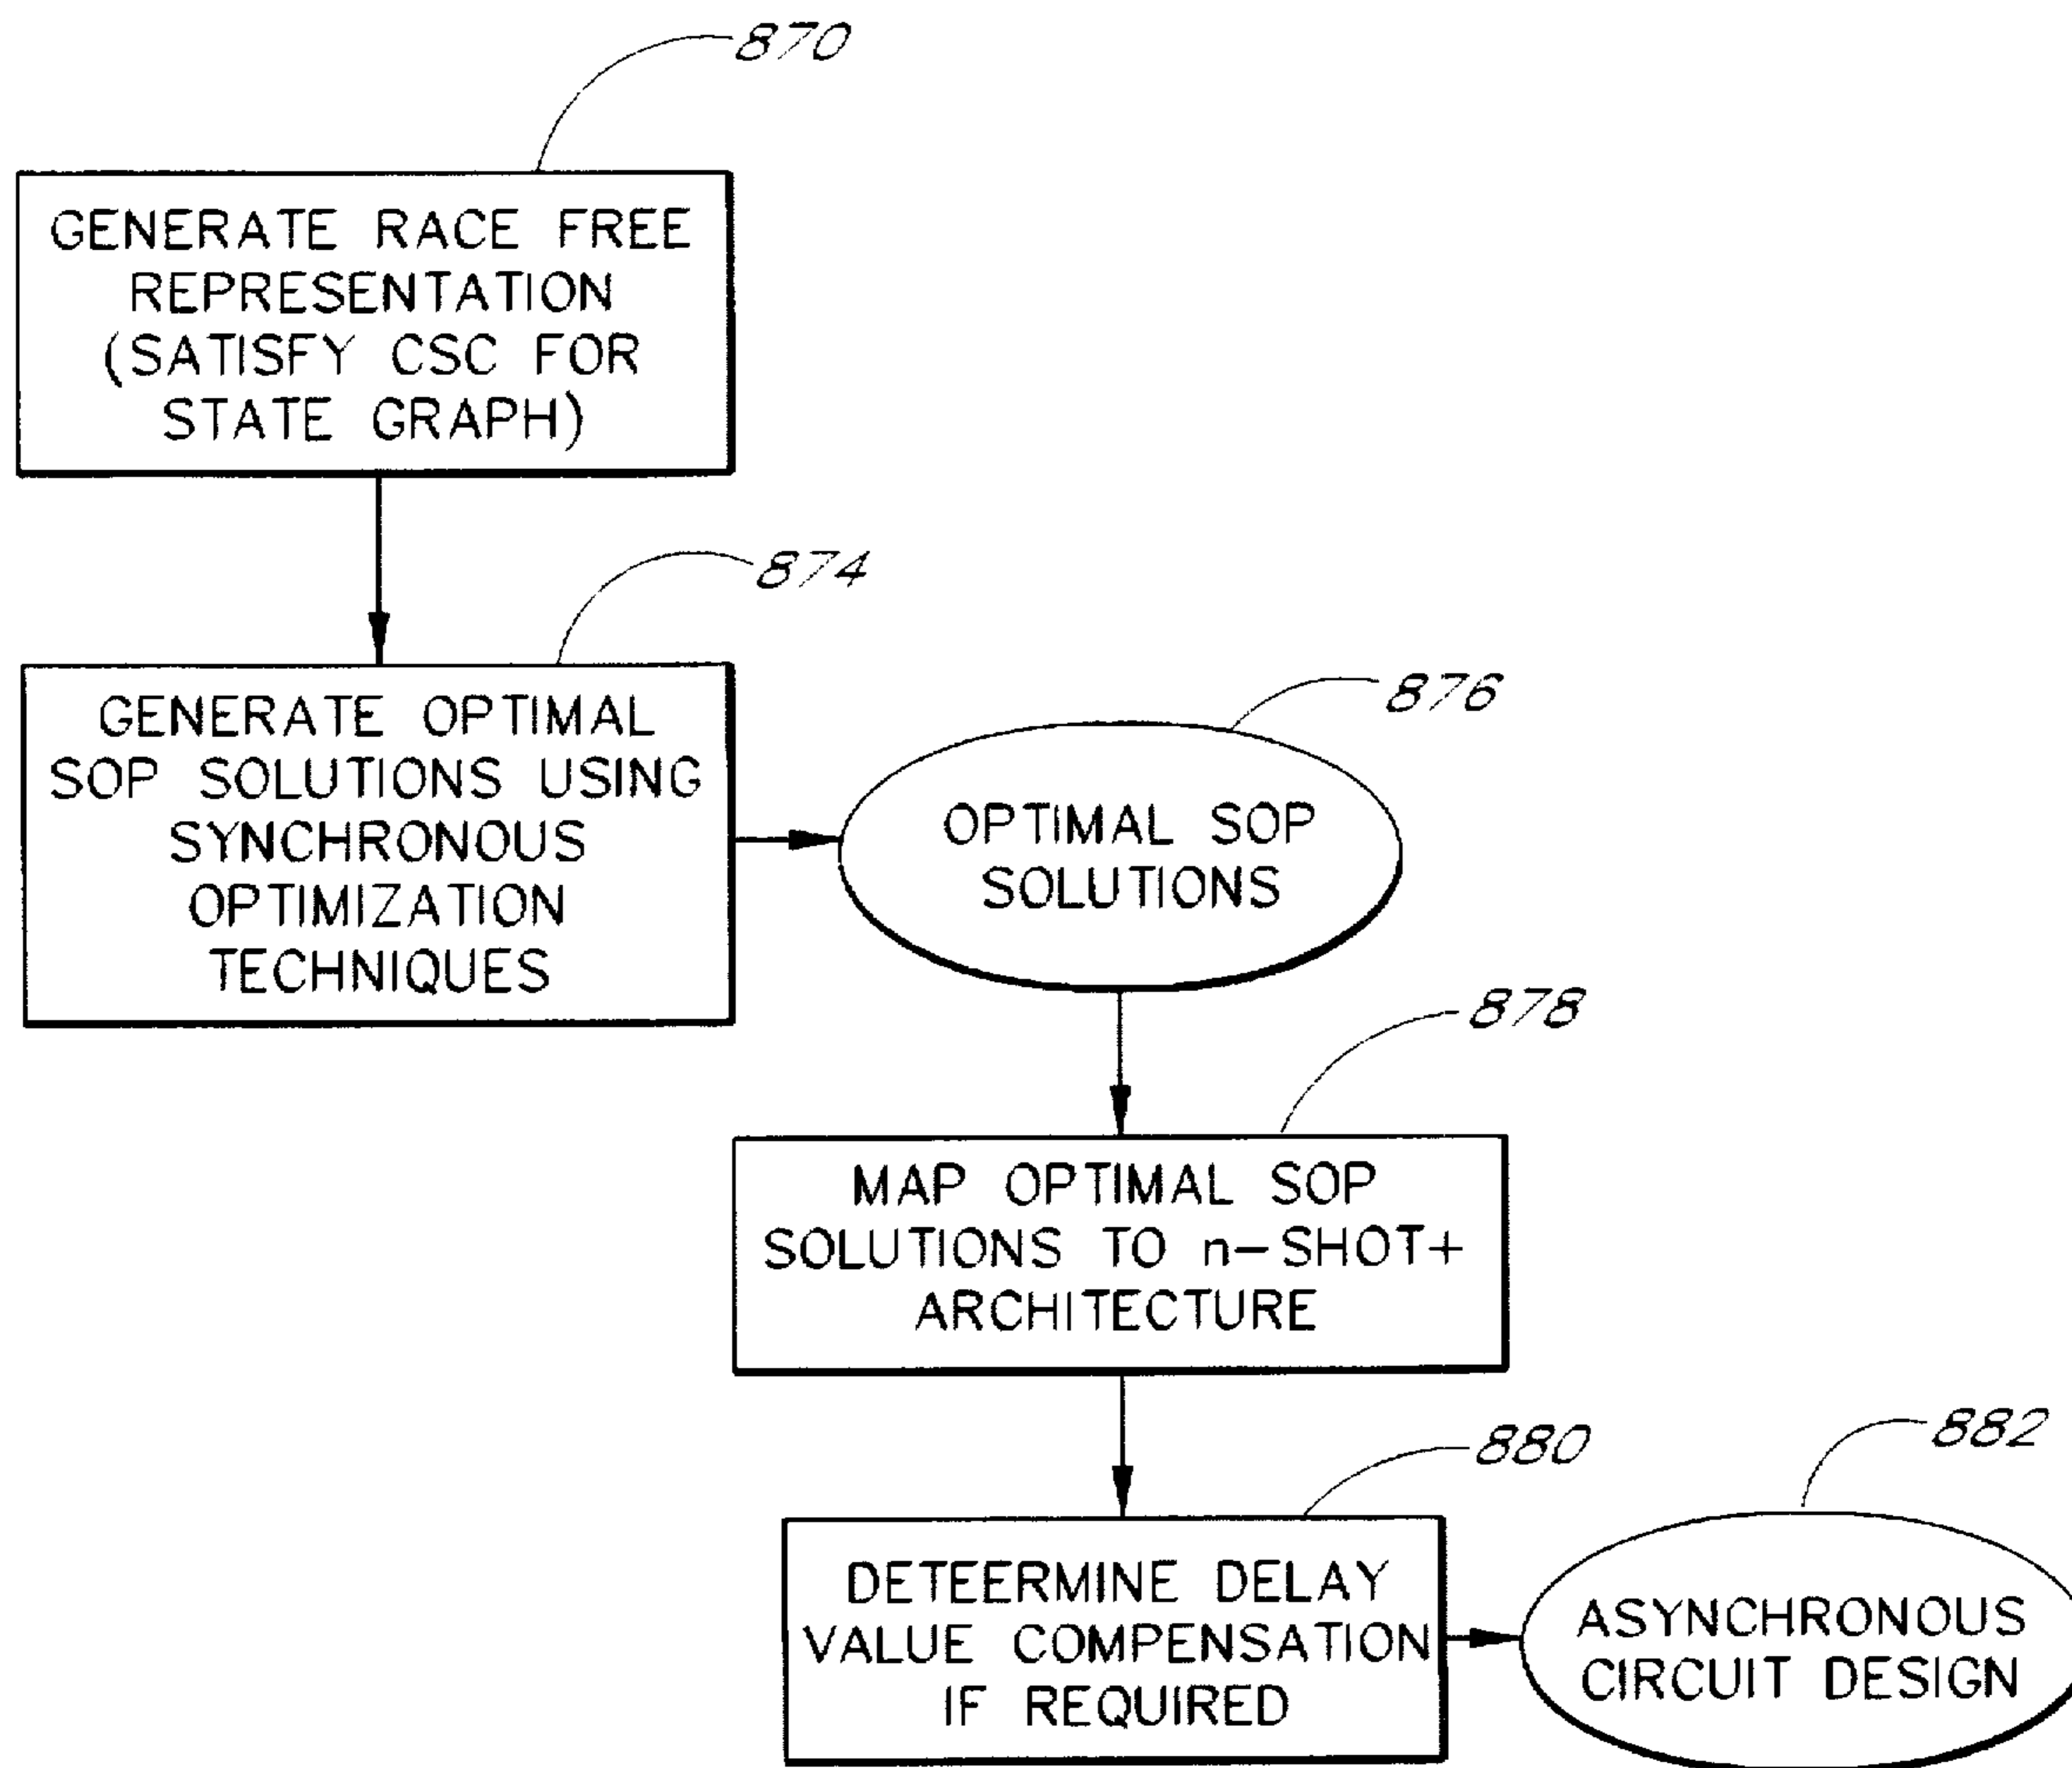 870
GENERATE RACE FREE
REPRESENTATION
(SATISFY CSC FOR
STATE GRAPH)
874
GENERATE OPTIMAL
SOP SOLUTIONS USING
SYNCHRONOUS
OPTIMIZATION
TECHNIQUES
876
OPTIMAL SOP
SOLUTIONS
878
MAP OPTIMAL SOP
SOLUTIONS TO n-SHOT+
ARCHITECTURE
880
DETEERMINE DELAY
VALUE COMPENSATION
IF REQUIRED
882
ASYNCHRONOUS
CIRCUIT DESIGN